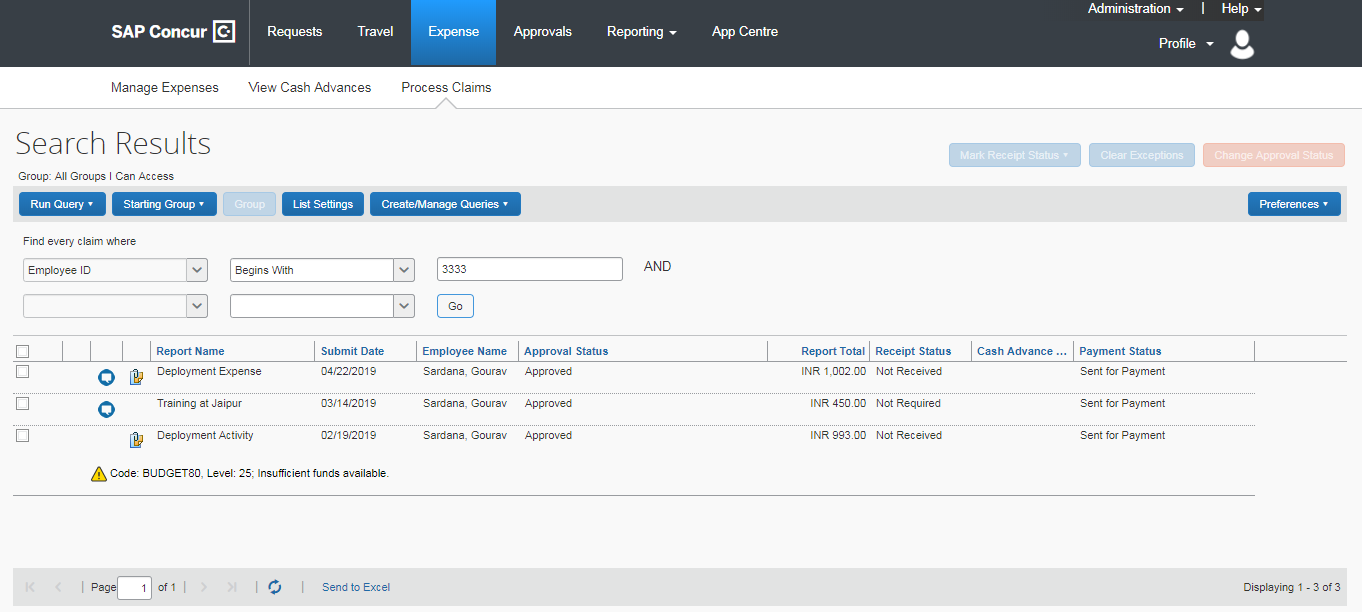 Administration | Help
SAP Concur C Requests Travel Expense Approvals Reporting App Centre
Profile
Manage Expenses View Cash Advances Process Claims
Search Results
Mark Receipt Status Clear Exceptions Change Approval Status
Group: All Groups I Can Access
Run Query Starting Group Group List Settings Create/Manage Queries Preferences
Find every claim where
Employee ID Begins With 3333 AND
Go
Report Name Submit Date Employee Name Approval Status Report Total Receipt Status Cash Advance ... Payment Status
Deployment Expense 04/22/2019 Sardana, Gourav Approved INR 1,002.00 Not Received Sent for Payment
Training at Jaipur 03/14/2019 Sardana, Gourav Approved INR 450.00 Not Required Sent for Payment
Deployment Activity 02/19/2019 Sardana, Gourav Approved INR 993.00 Not Received Sent for Payment
Code: BUDGET80, Level: 25; Insufficient funds available.
Page 1 of 1 Send to Excel Displaying 1 - 3 of 3